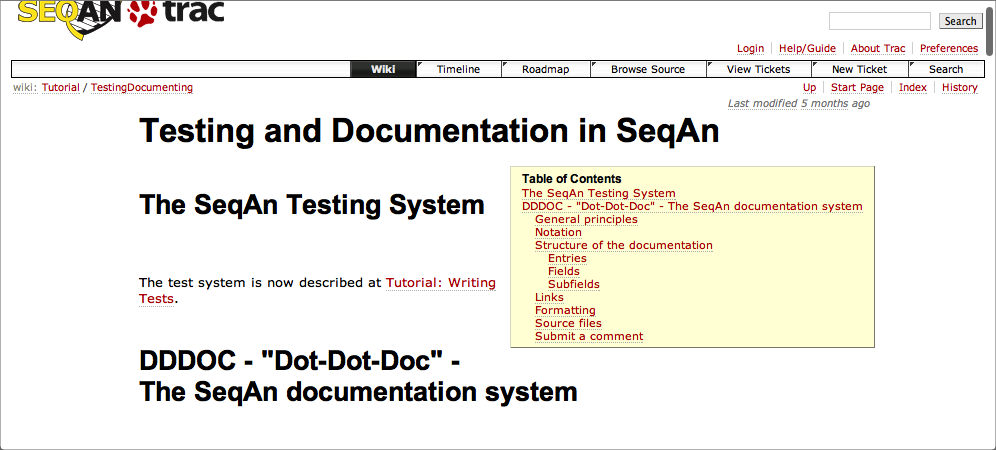 SEQAN trac
Search
Login Help/Guide About Trac Preferences
Wiki Timeline Roadmap Browse Source View Tickets New Ticket Search
wiki: Tutorial / TestingDocumenting Up Start Page Index History
Last modified 5 months ago
Testing and Documentation in SeqAn
Table of Contents
The SeqAn Testing System
DDDOC - "Dot-Dot-Doc" - The SeqAn documentation system
General principles
Notation
Structure of the documentation
Entries
Fields
Subfields
Links
Formatting
Source files
Submit a comment
The SeqAn Testing System
The test system is now described at Tutorial: Writing
Tests.
DDDOC - "Dot-Dot-Doc" -
The SeqAn documentation system